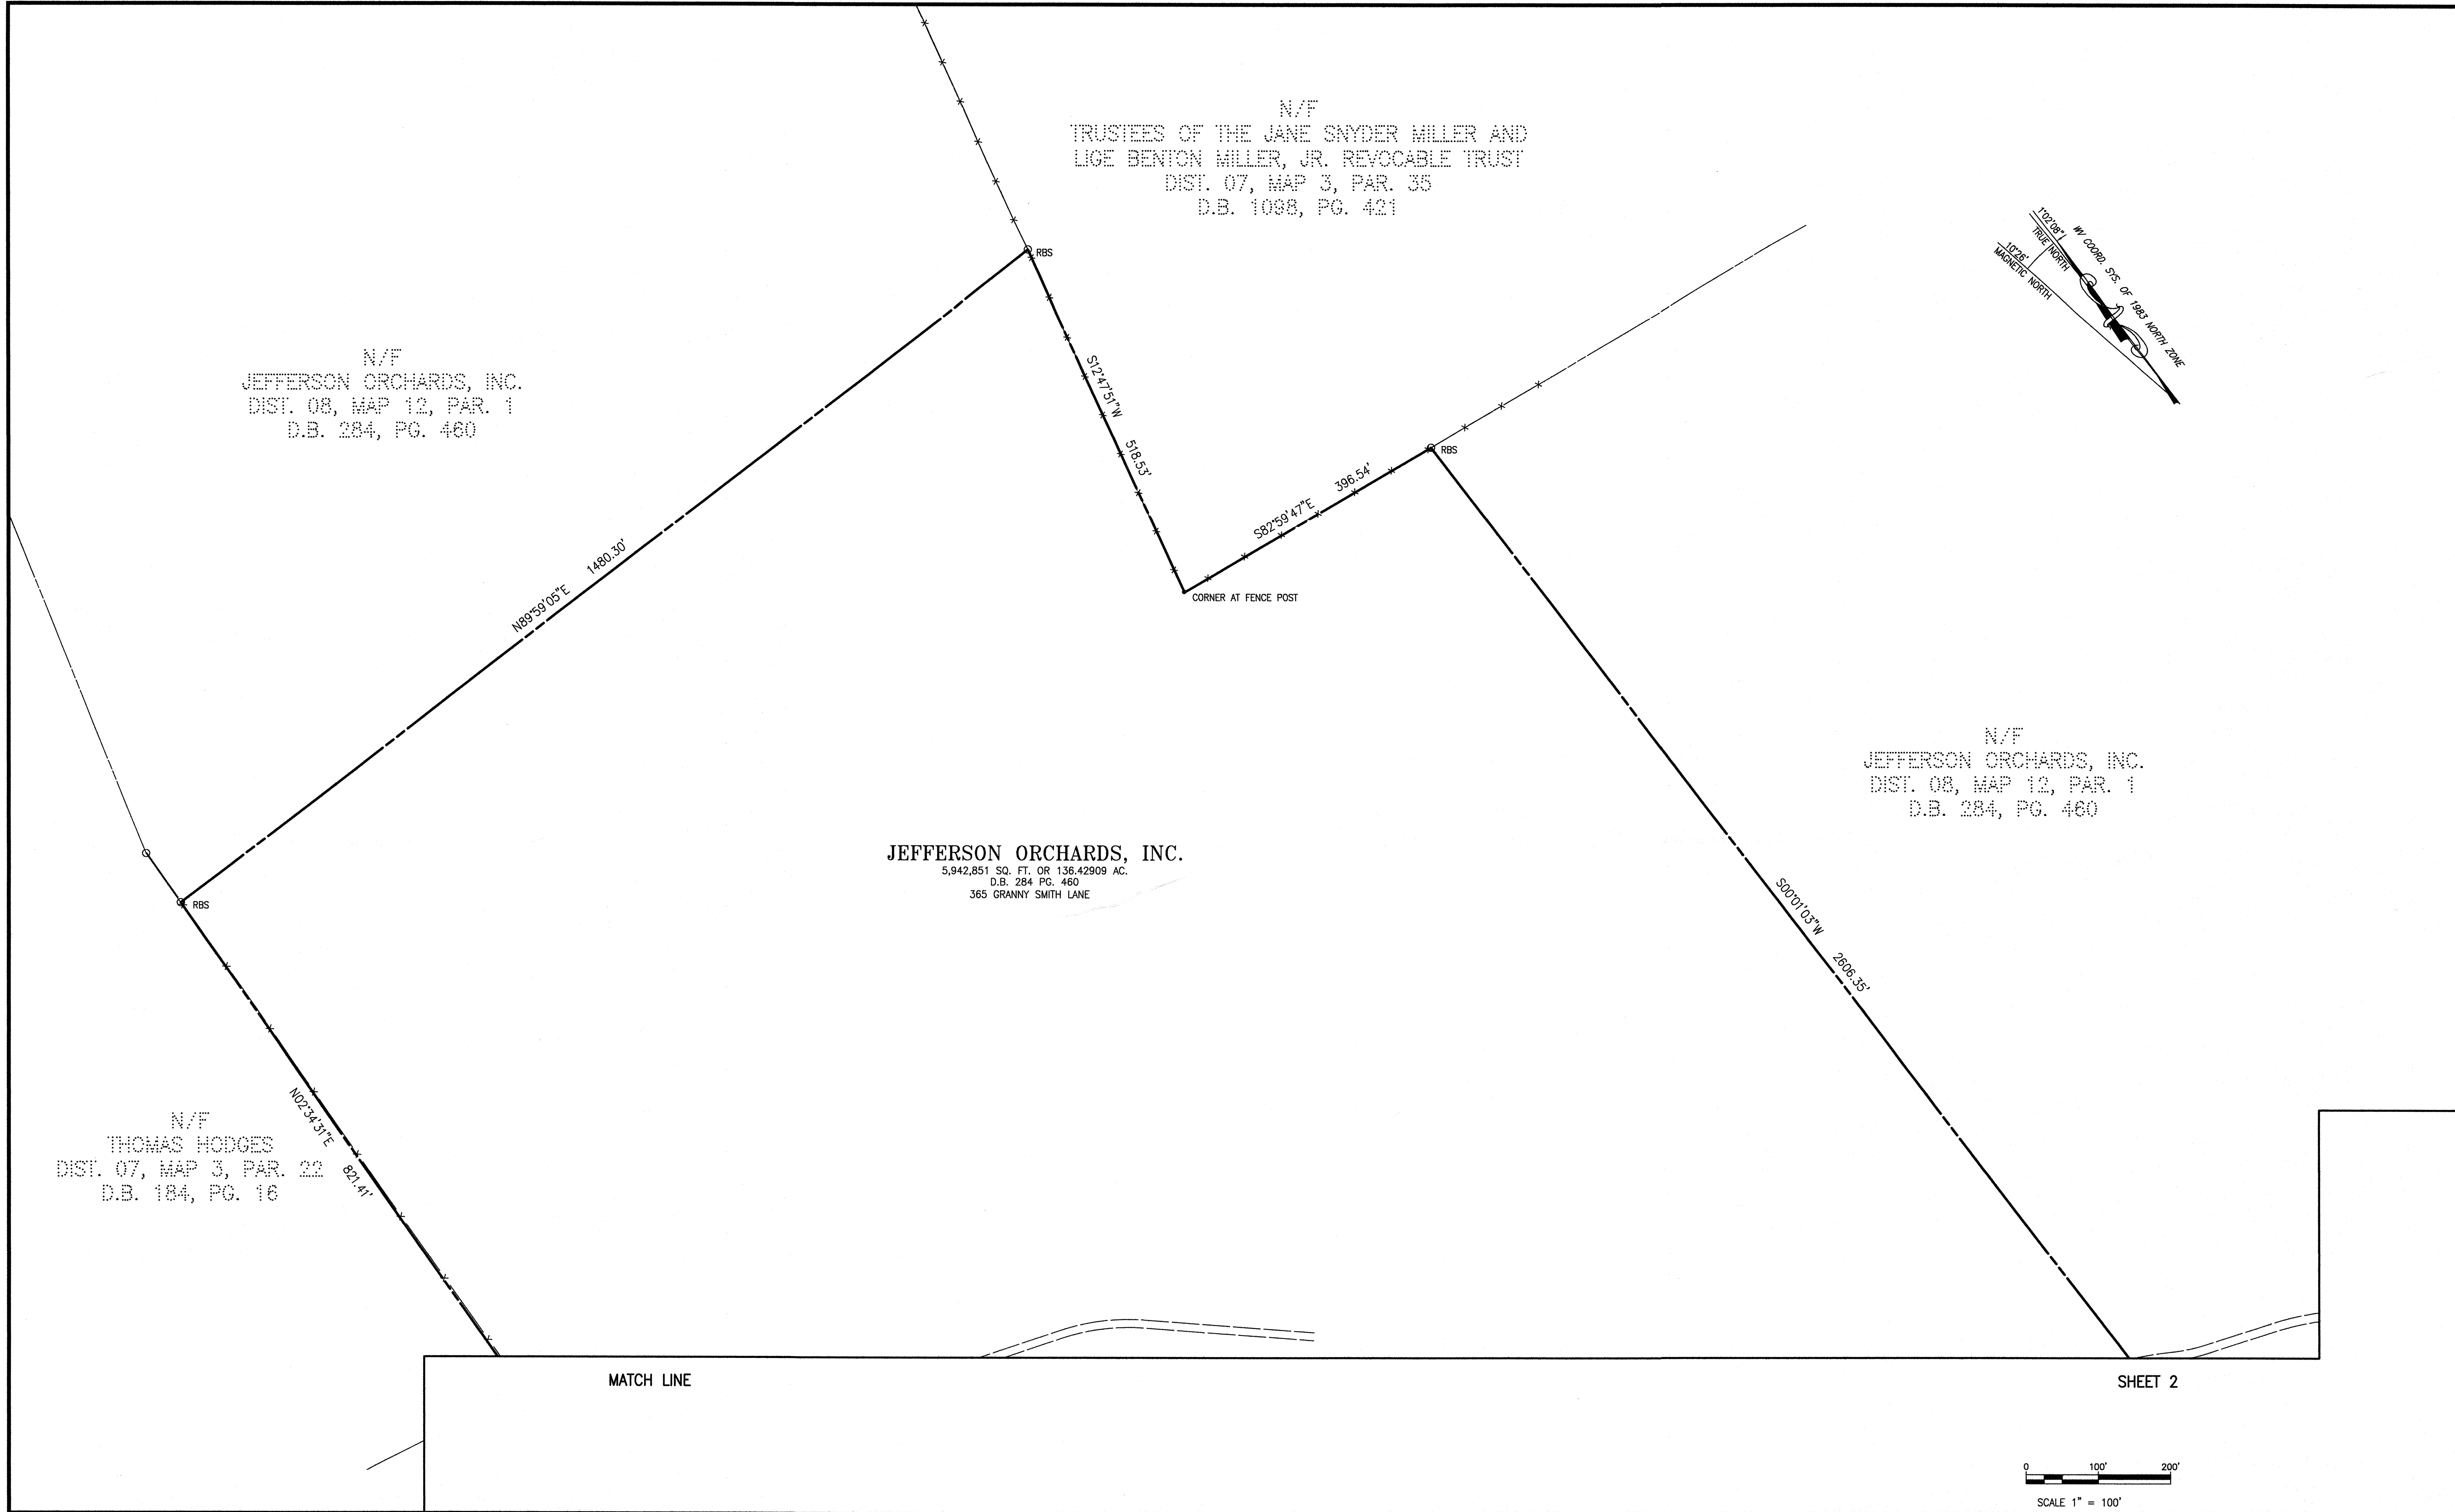 N/F
TRUSTEES OF THE JANE SNYDER MILLER AND
LIGE BENTON MILLER, JR. REVOCABLE TRUST
DIST. 07, MAP 3, PAR. 35
D.B. 1098, PG. 421
1°02'08"
TRUE NORTH
10°26'
MAGNETIC NORTH
WV COORD. SYS. OF 1983 NORTH ZONE
RBS
N/F
JEFFERSON ORCHARDS, INC.
DIST. 08, MAP 12, PAR. 1
D.B. 284, PG. 460
S12°47'51"W 518.53'
RBS
S82°59'47"E 396.54'
CORNER AT FENCE POST
N89°59'05"E 1480.30'
N/F
JEFFERSON ORCHARDS, INC.
DIST. 08, MAP 12, PAR. 1
D.B. 284, PG. 460
JEFFERSON ORCHARDS, INC.
5,942,851 SQ. FT. OR 136.42909 AC.
D.B. 284 PG. 460
365 GRANNY SMITH LANE
RBS
S00°01'03"W 2606.35'
N/F
THOMAS HODGES
DIST. 07, MAP 3, PAR. 22
D.B. 184, PG. 16
N02°34'31"E 821.41'
MATCH LINE
SHEET 2
0 100' 200'
SCALE 1" = 100'